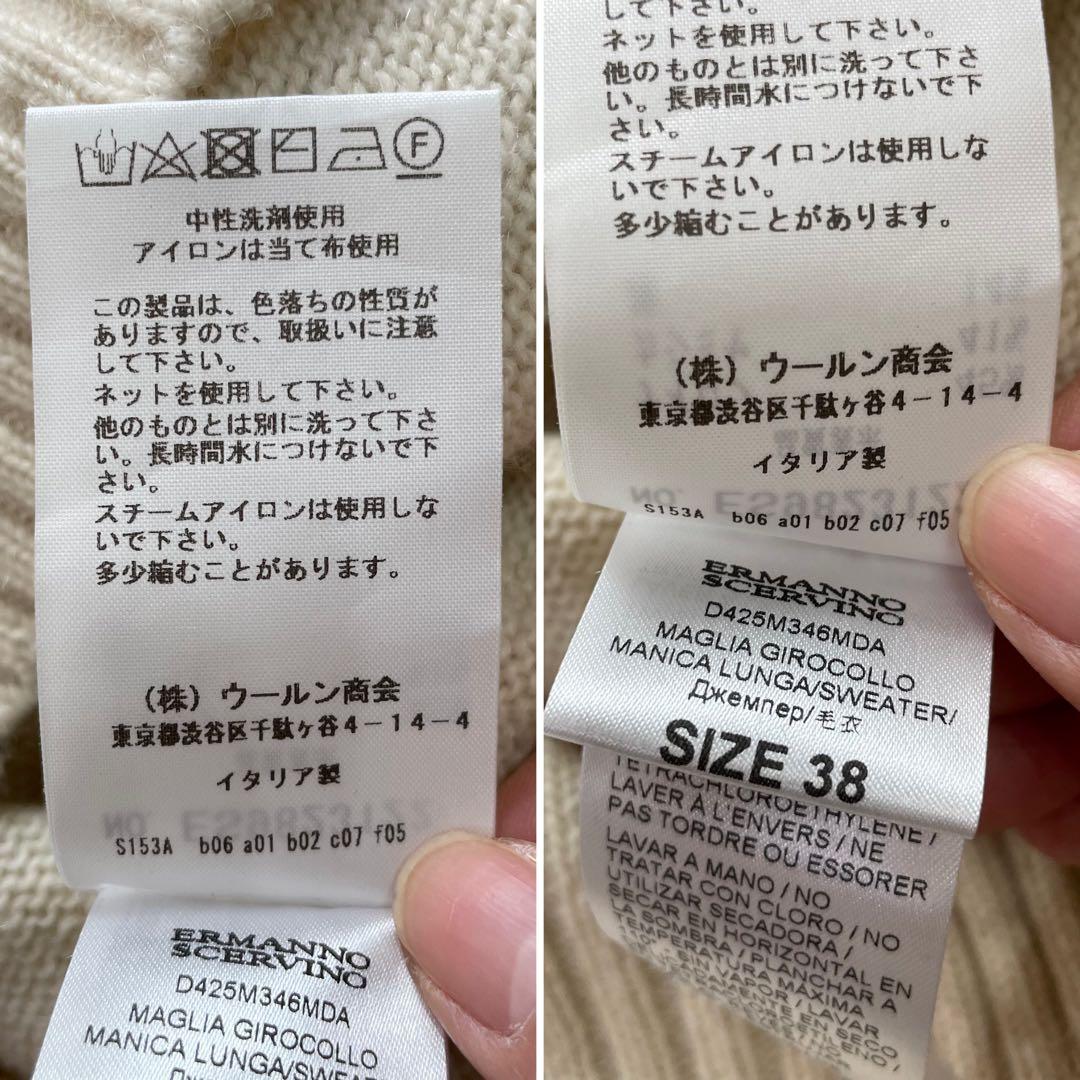 F
中性洗剤使用
アイロンは当て布使用
この製品は、色落ちの性質が
ありますので、取扱いに注意
して下さい。
ネットを使用して下さい。
他のものとは別に洗って下さ
い。長時間水につけないで下
さい。
スチームアイロンは使用しな
いで下さい。
多少縮むことがあります。
(株) ウールン商会
東京都渋谷区千駄ヶ谷4-14-4
イタリア製
NO. ES982312
S153A b06 a01 b02 c07 f05
ERMANNO
SCERVINO
D425M346MDA
MAGLIA GIROCOLLO
MANICA LUNGA/SWEATER/
Джемпер/
して下さい。
ネットを使用して下さい。
他のものとは別に洗って下さ
い。長時間水につけないで下
さい。
スチームアイロンは使用しな
いで下さい。
多少縮むことがあります。
(株) ウールン商会
東京都渋谷区千駄ヶ谷4-14-4
イタリア製
NO. ES982312
S153A b06 a01 b02 c07 f05
ERMANNO
SCERVINO
D425M346MDA
MAGLIA GIROCOLLO
MANICA LUNGA/SWEATER/
Джемпер/毛衣
SIZE 38
TETRACHLOROETHYLENE /
LAVER À L'ENVERS / NE
PAS TORDRE OU ESSORER
LAVAR A MANO / NO
TRATAR CON CLORO / NO
UTILIZAR SECADORA /
SECAR EN HORIZONTAL EN
LA SOMBRA / PLANCHAR A
TEMPERATURA MÁXIMA
SIN VAPOR / LAVAR
EN SECO